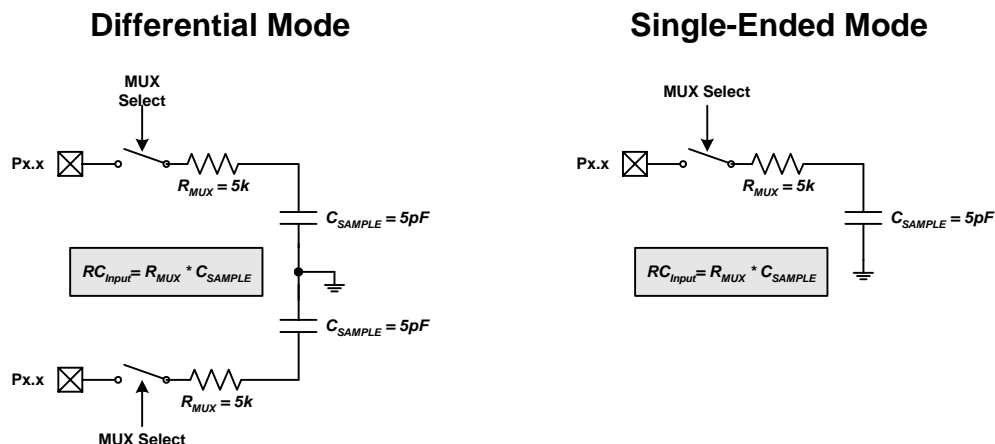 Differential Mode
MUX
Select
Px.x
R_MUX = 5k
C_SAMPLE = 5pF
RC_Input= R_MUX * C_SAMPLE
C_SAMPLE = 5pF
Px.x
R_MUX = 5k
MUX Select
Single-Ended Mode
MUX Select
Px.x
R_MUX = 5k
C_SAMPLE = 5pF
RC_Input= R_MUX * C_SAMPLE